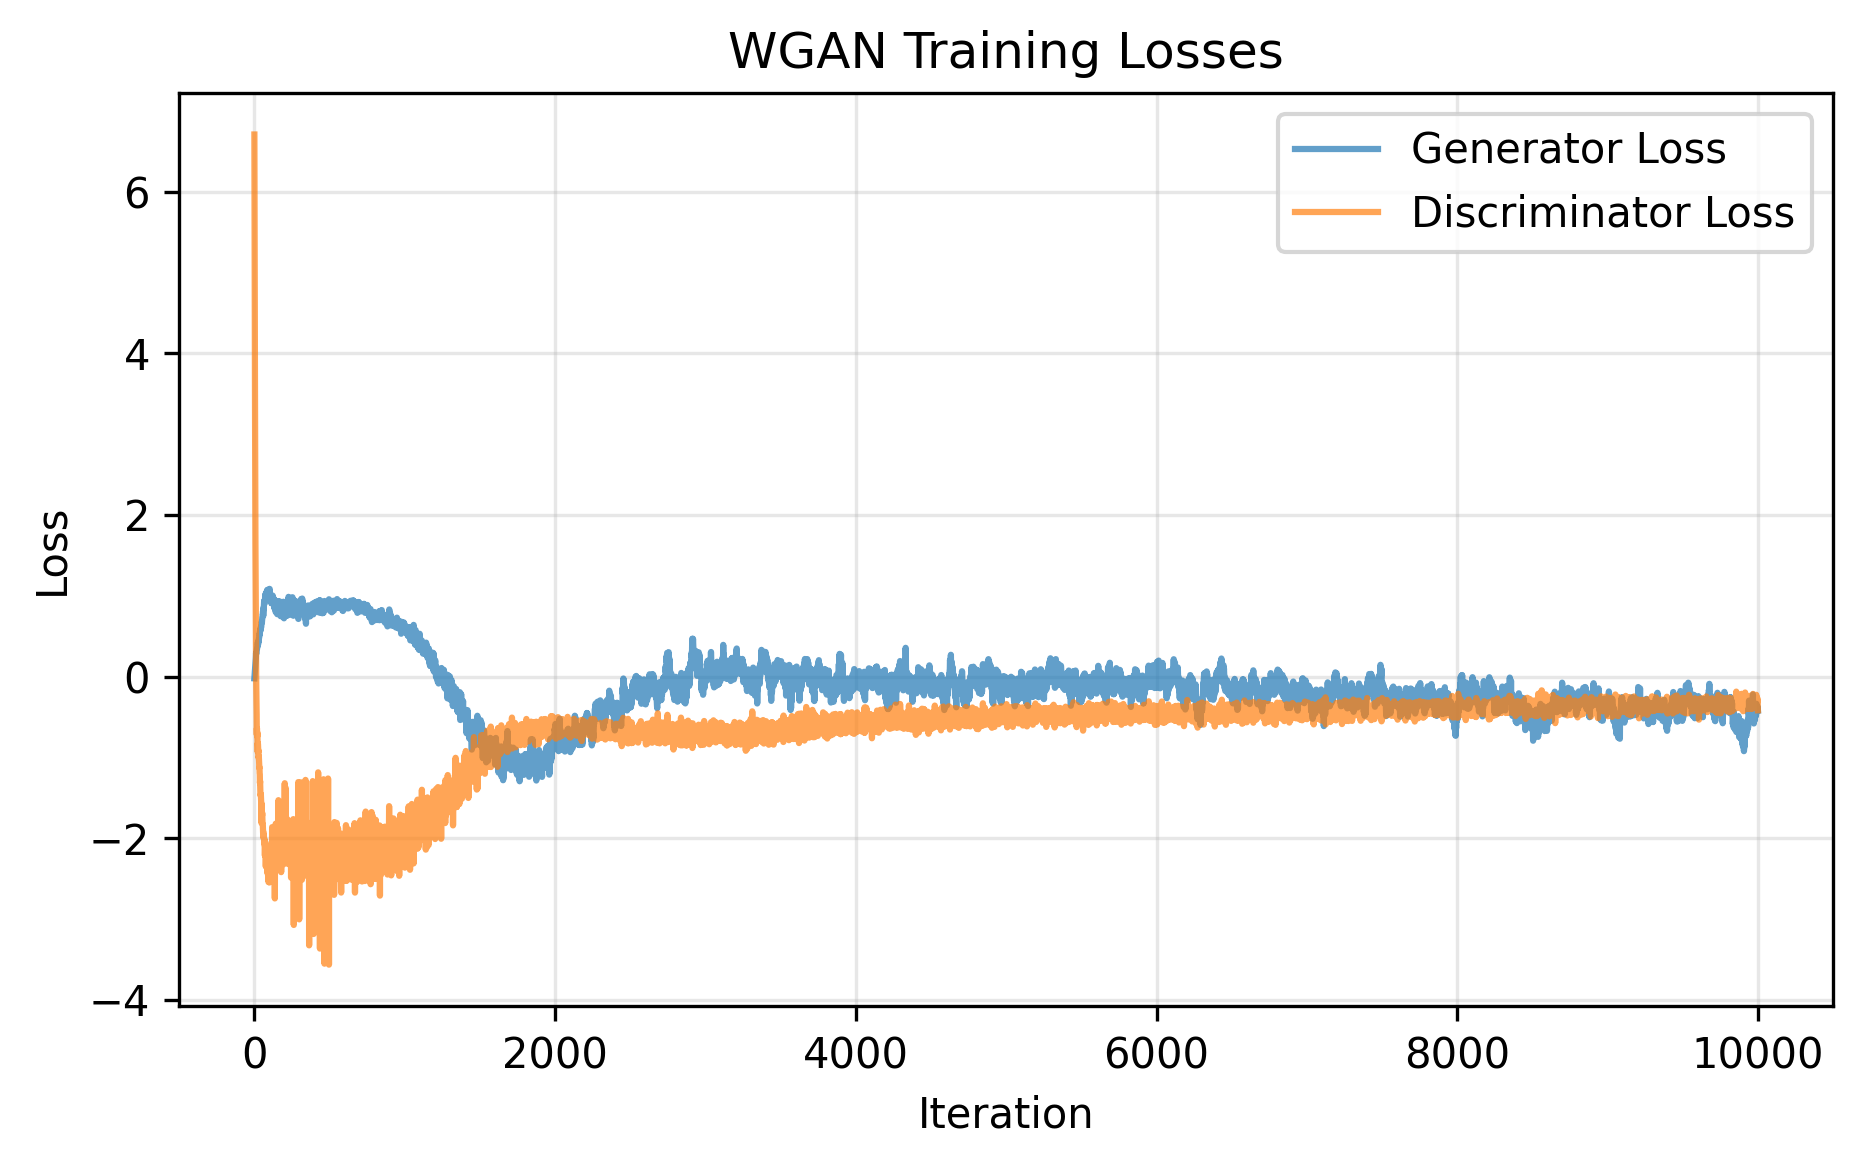 WGAN Training Losses
Generator Loss
Discriminator Loss
Loss
6
4
2
0
−2
−4
0 2000 4000 6000 8000 10000
Iteration